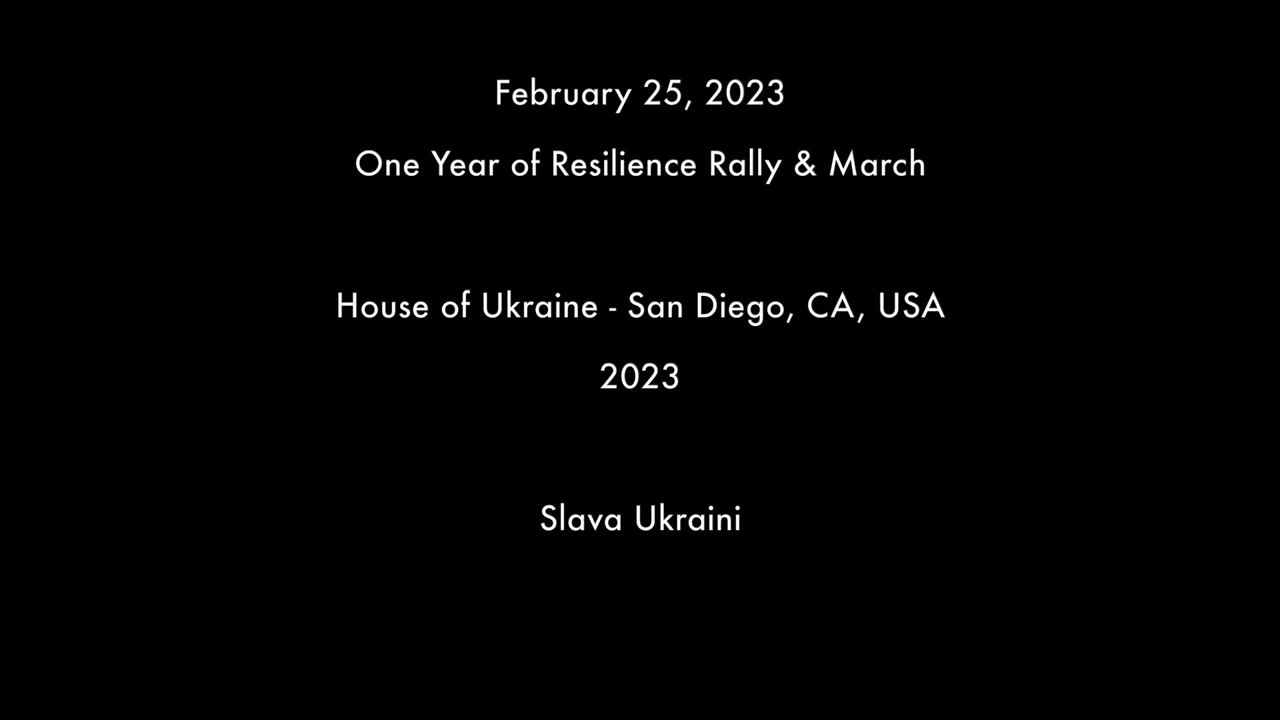 February 25, 2023
One Year of Resilience Rally & March
House of Ukraine - San Diego, CA, USA
2023
Slava Ukraini